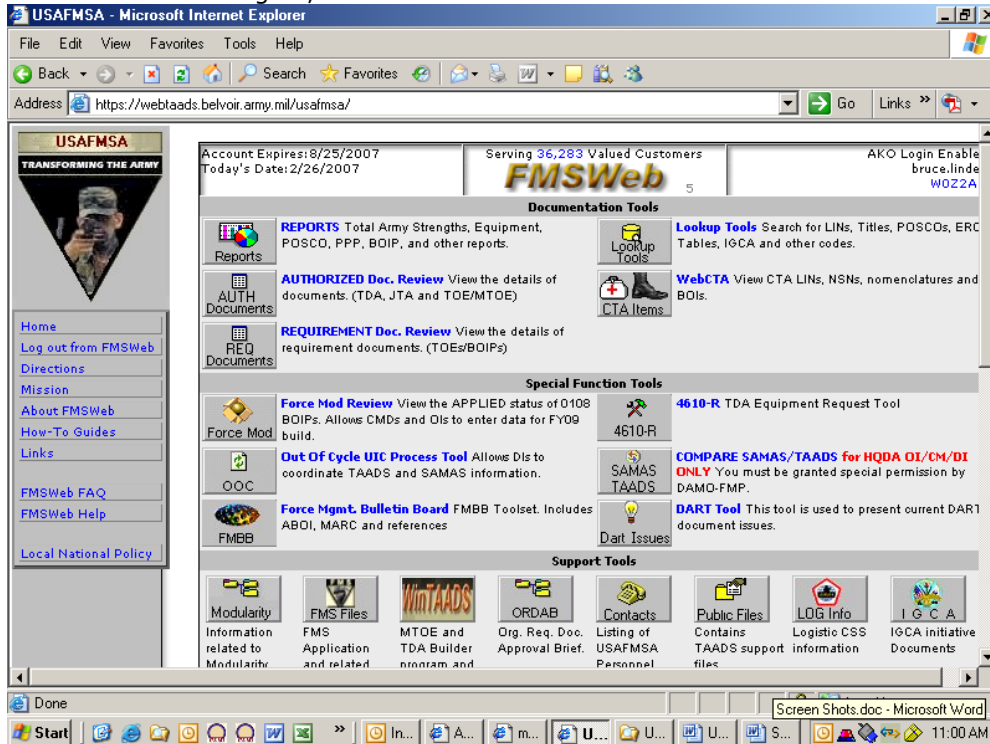 USAFMSA - Microsoft Internet Explorer
File Edit View Favorites Tools Help
Back Search Favorites
Address https://webtaads.belvoir.army.mil/usafmsa/ Go Links »
USAFMSA
TRANSFORMING THE ARMY
Home
Log out from FMSWeb
Directions
Mission
About FMSWeb
How-To Guides
Links
FMSWeb FAQ
FMSWeb Help
Local National Policy
Account Expires:8/25/2007
Today's Date:2/26/2007
Serving 36,283 Valued Customers
FMSWeb 5
AKO Login Enable
bruce.linde
W0Z2A
Documentation Tools
Reports
REPORTS Total Army Strengths, Equipment,
POSCO, PPP, BOIP, and other reports.
Lookup
Tools
Lookup Tools Search for LINs, Titles, POSCOs, ERC
Tables, IGCA and other codes.
AUTH
Documents
AUTHORIZED Doc. Review View the details of
documents. (TDA, JTA and TOE/MTOE)
CTA Items
WebCTA View CTA LINs, NSNs, nomenclatures and
BOIs.
REQ
Documents
REQUIREMENT Doc. Review View the details of
requirement documents. (TOEs/BOIPs)
Special Function Tools
Force Mod
Force Mod Review View the APPLIED status of 0108
BOIPs. Allows CMDs and OIs to enter data for FY09
build.
4610-R
4610-R TDA Equipment Request Tool
OOC
Out Of Cycle UIC Process Tool Allows DIs to
coordinate TAADS and SAMAS information.
SAMAS
TAADS
COMPARE SAMAS/TAADS for HQDA OI/CM/DI
ONLY You must be granted special permission by
DAMO-FMP.
FMBB
Force Mgmt. Bulletin Board FMBB Toolset. Includes
ABOI, MARC and references
Dart Issues
DART Tool This tool is used to present current DART
document issues.
Support Tools
Modularity
Information
related to
Modularity
FMS Files
FMS
Application
and related
WinTAADS
MTOE and
TDA Builder
program and
ORDAB
Org. Req. Doc.
Approval Brief.
Contacts
Listing of
USAFMSA
Personnel
Public Files
Contains
TAADS support
files
LOG Info
Logistic CSS
information
I G C A
IGCA initiative
Documents
Done
Screen Shots.doc - Microsoft Word
Start » In... A... m... U... U... U... S... 11:00 AM